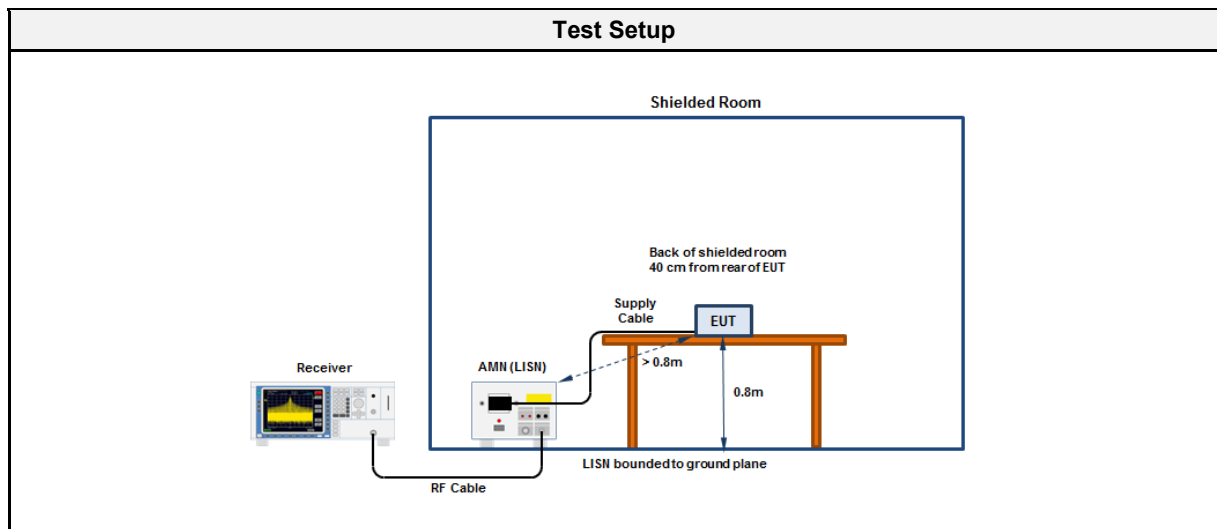 Test Setup
Shielded Room
Back of shielded room
40 cm from rear of EUT
Supply
Cable
EUT
AMN (LISN)
> 0.8m
Receiver
0.8m
LISN bounded to ground plane
RF Cable